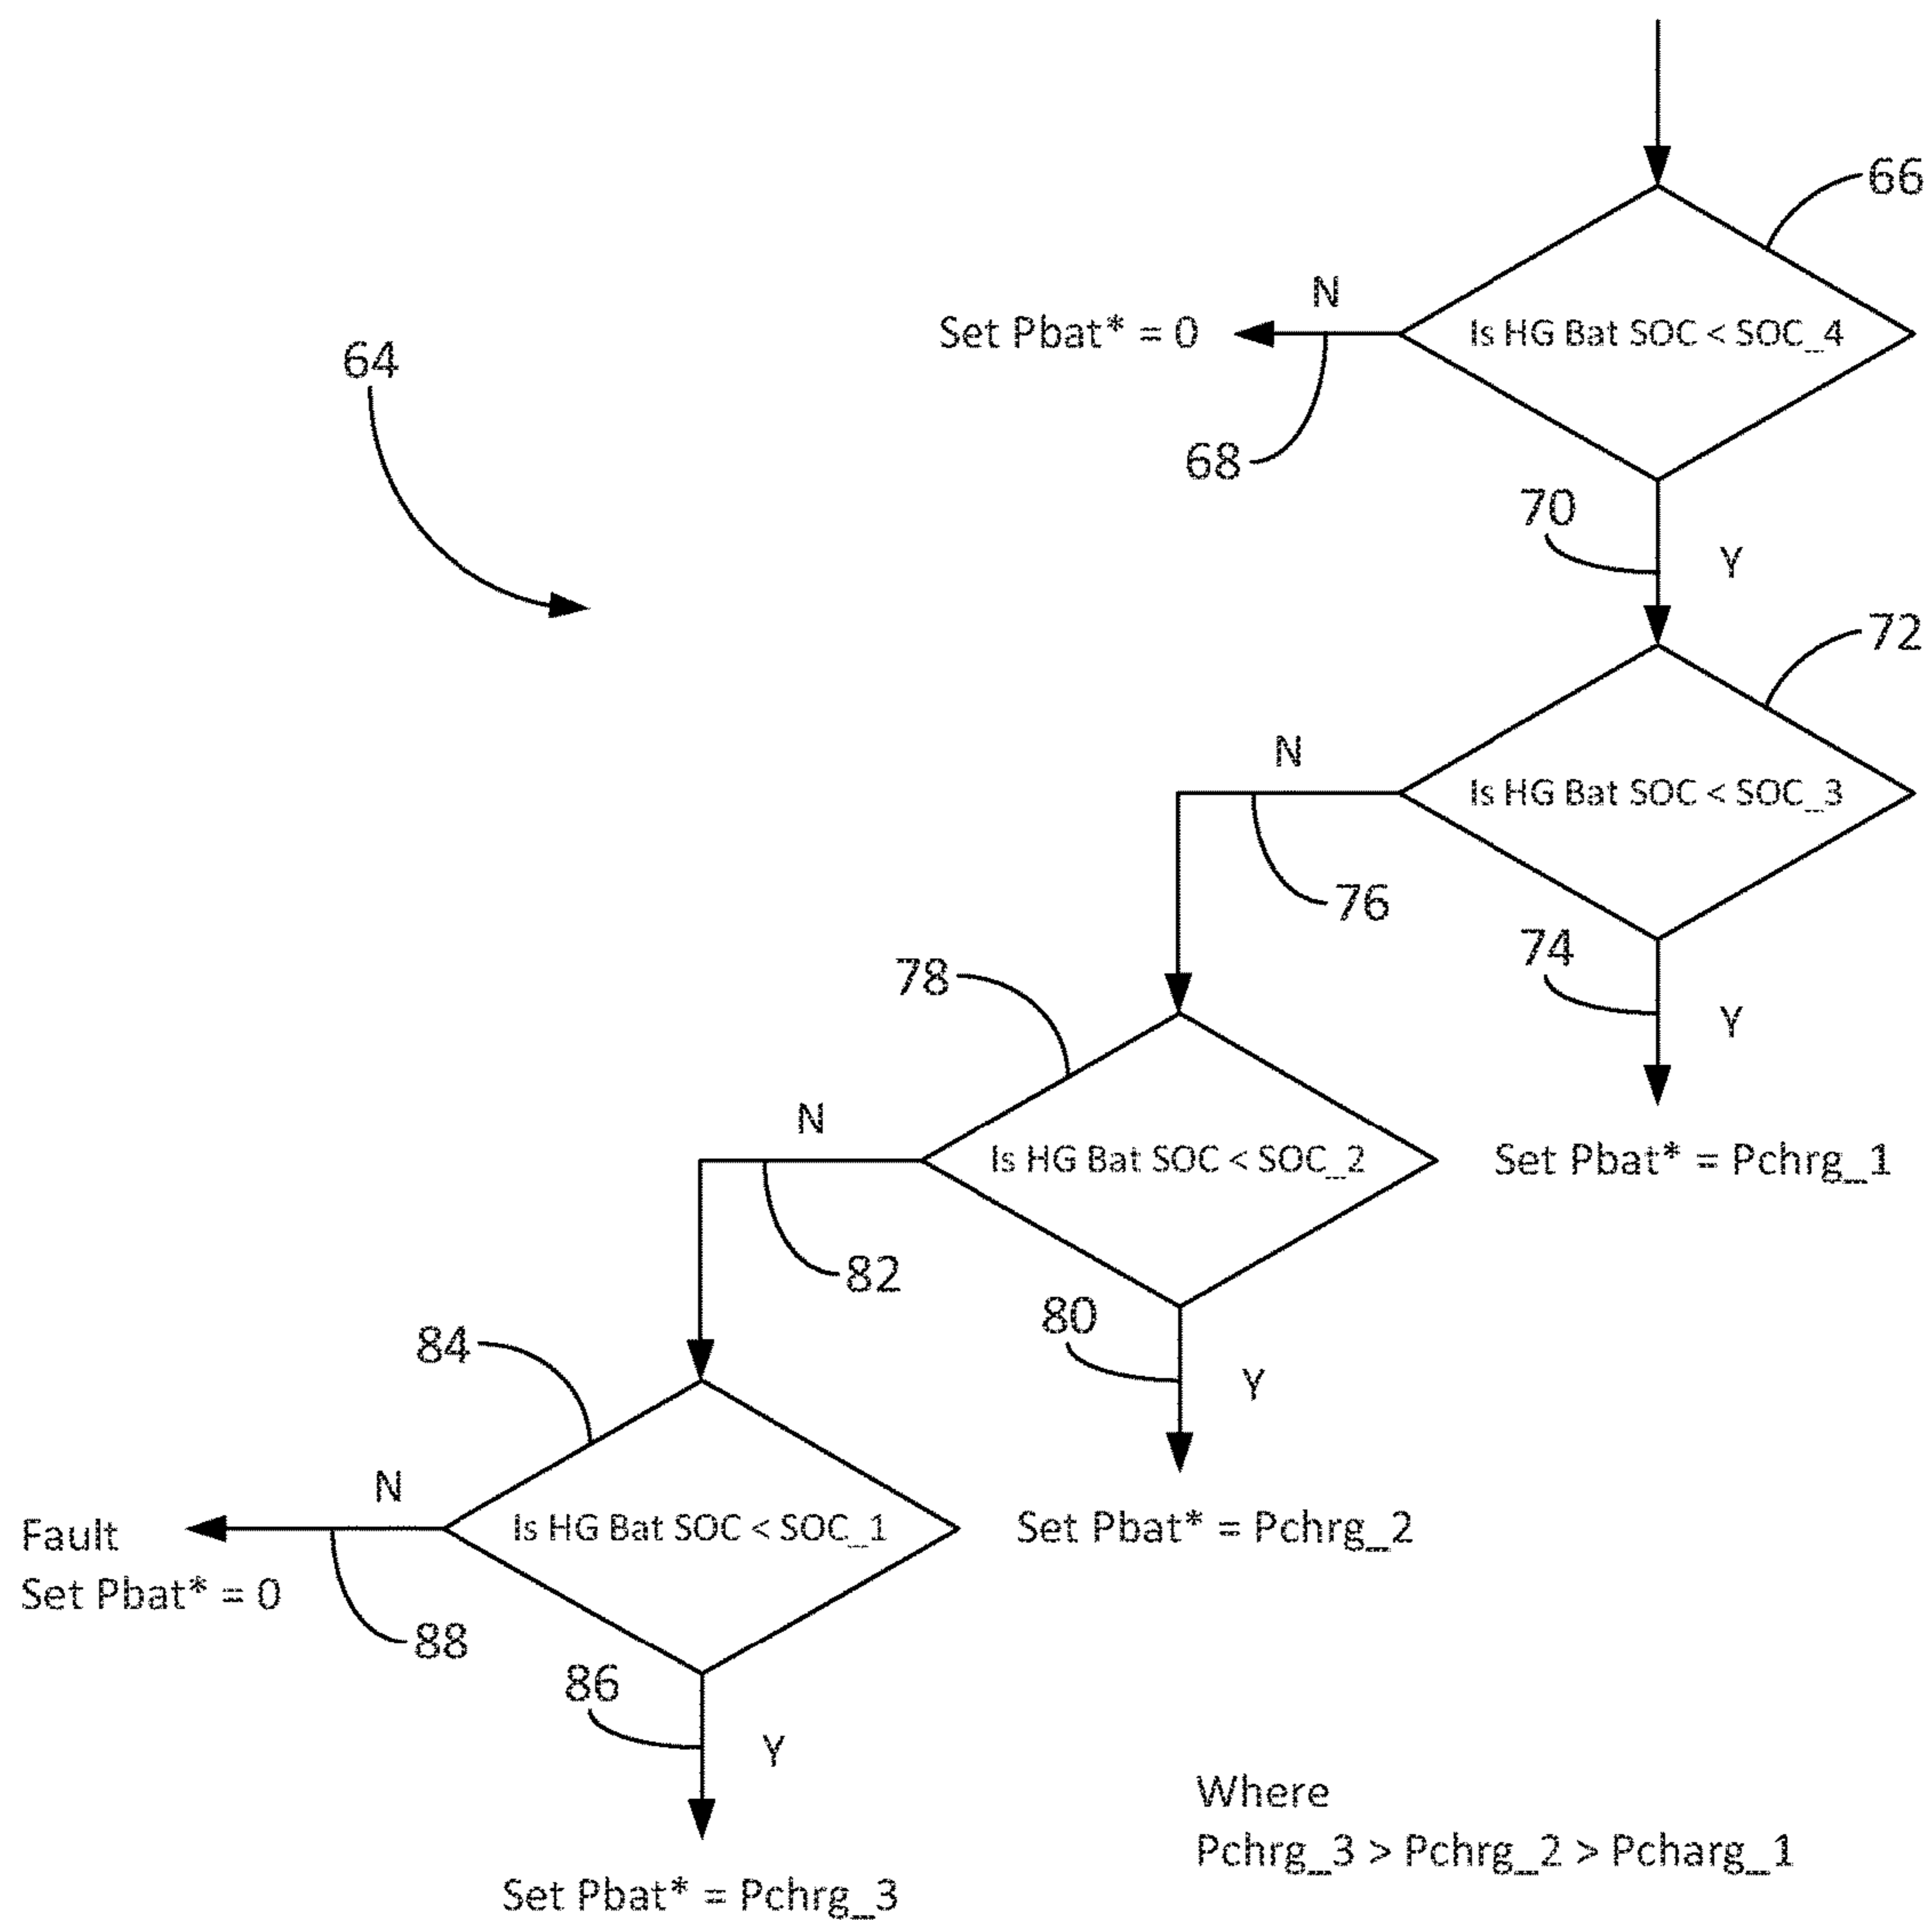 66
N
Is HG Bat SOC < SOC_4
Set Pbat* = 0
64
68
70
Y
72
N
Is HG Bat SOC < SOC_3
76
74
78
Y
N
Is HG Bat SOC < SOC_2
Set Pbat* = Pchrg_1
82
80
84
Y
N
Is HG Bat SOC < SOC_1
Set Pbat* = Pchrg_2
Fault
Set Pbat* = 0
88
86
Y
Where
Pchrg_3 > Pchrg_2 > Pcharg_1
Set Pbat* = Pchrg_3